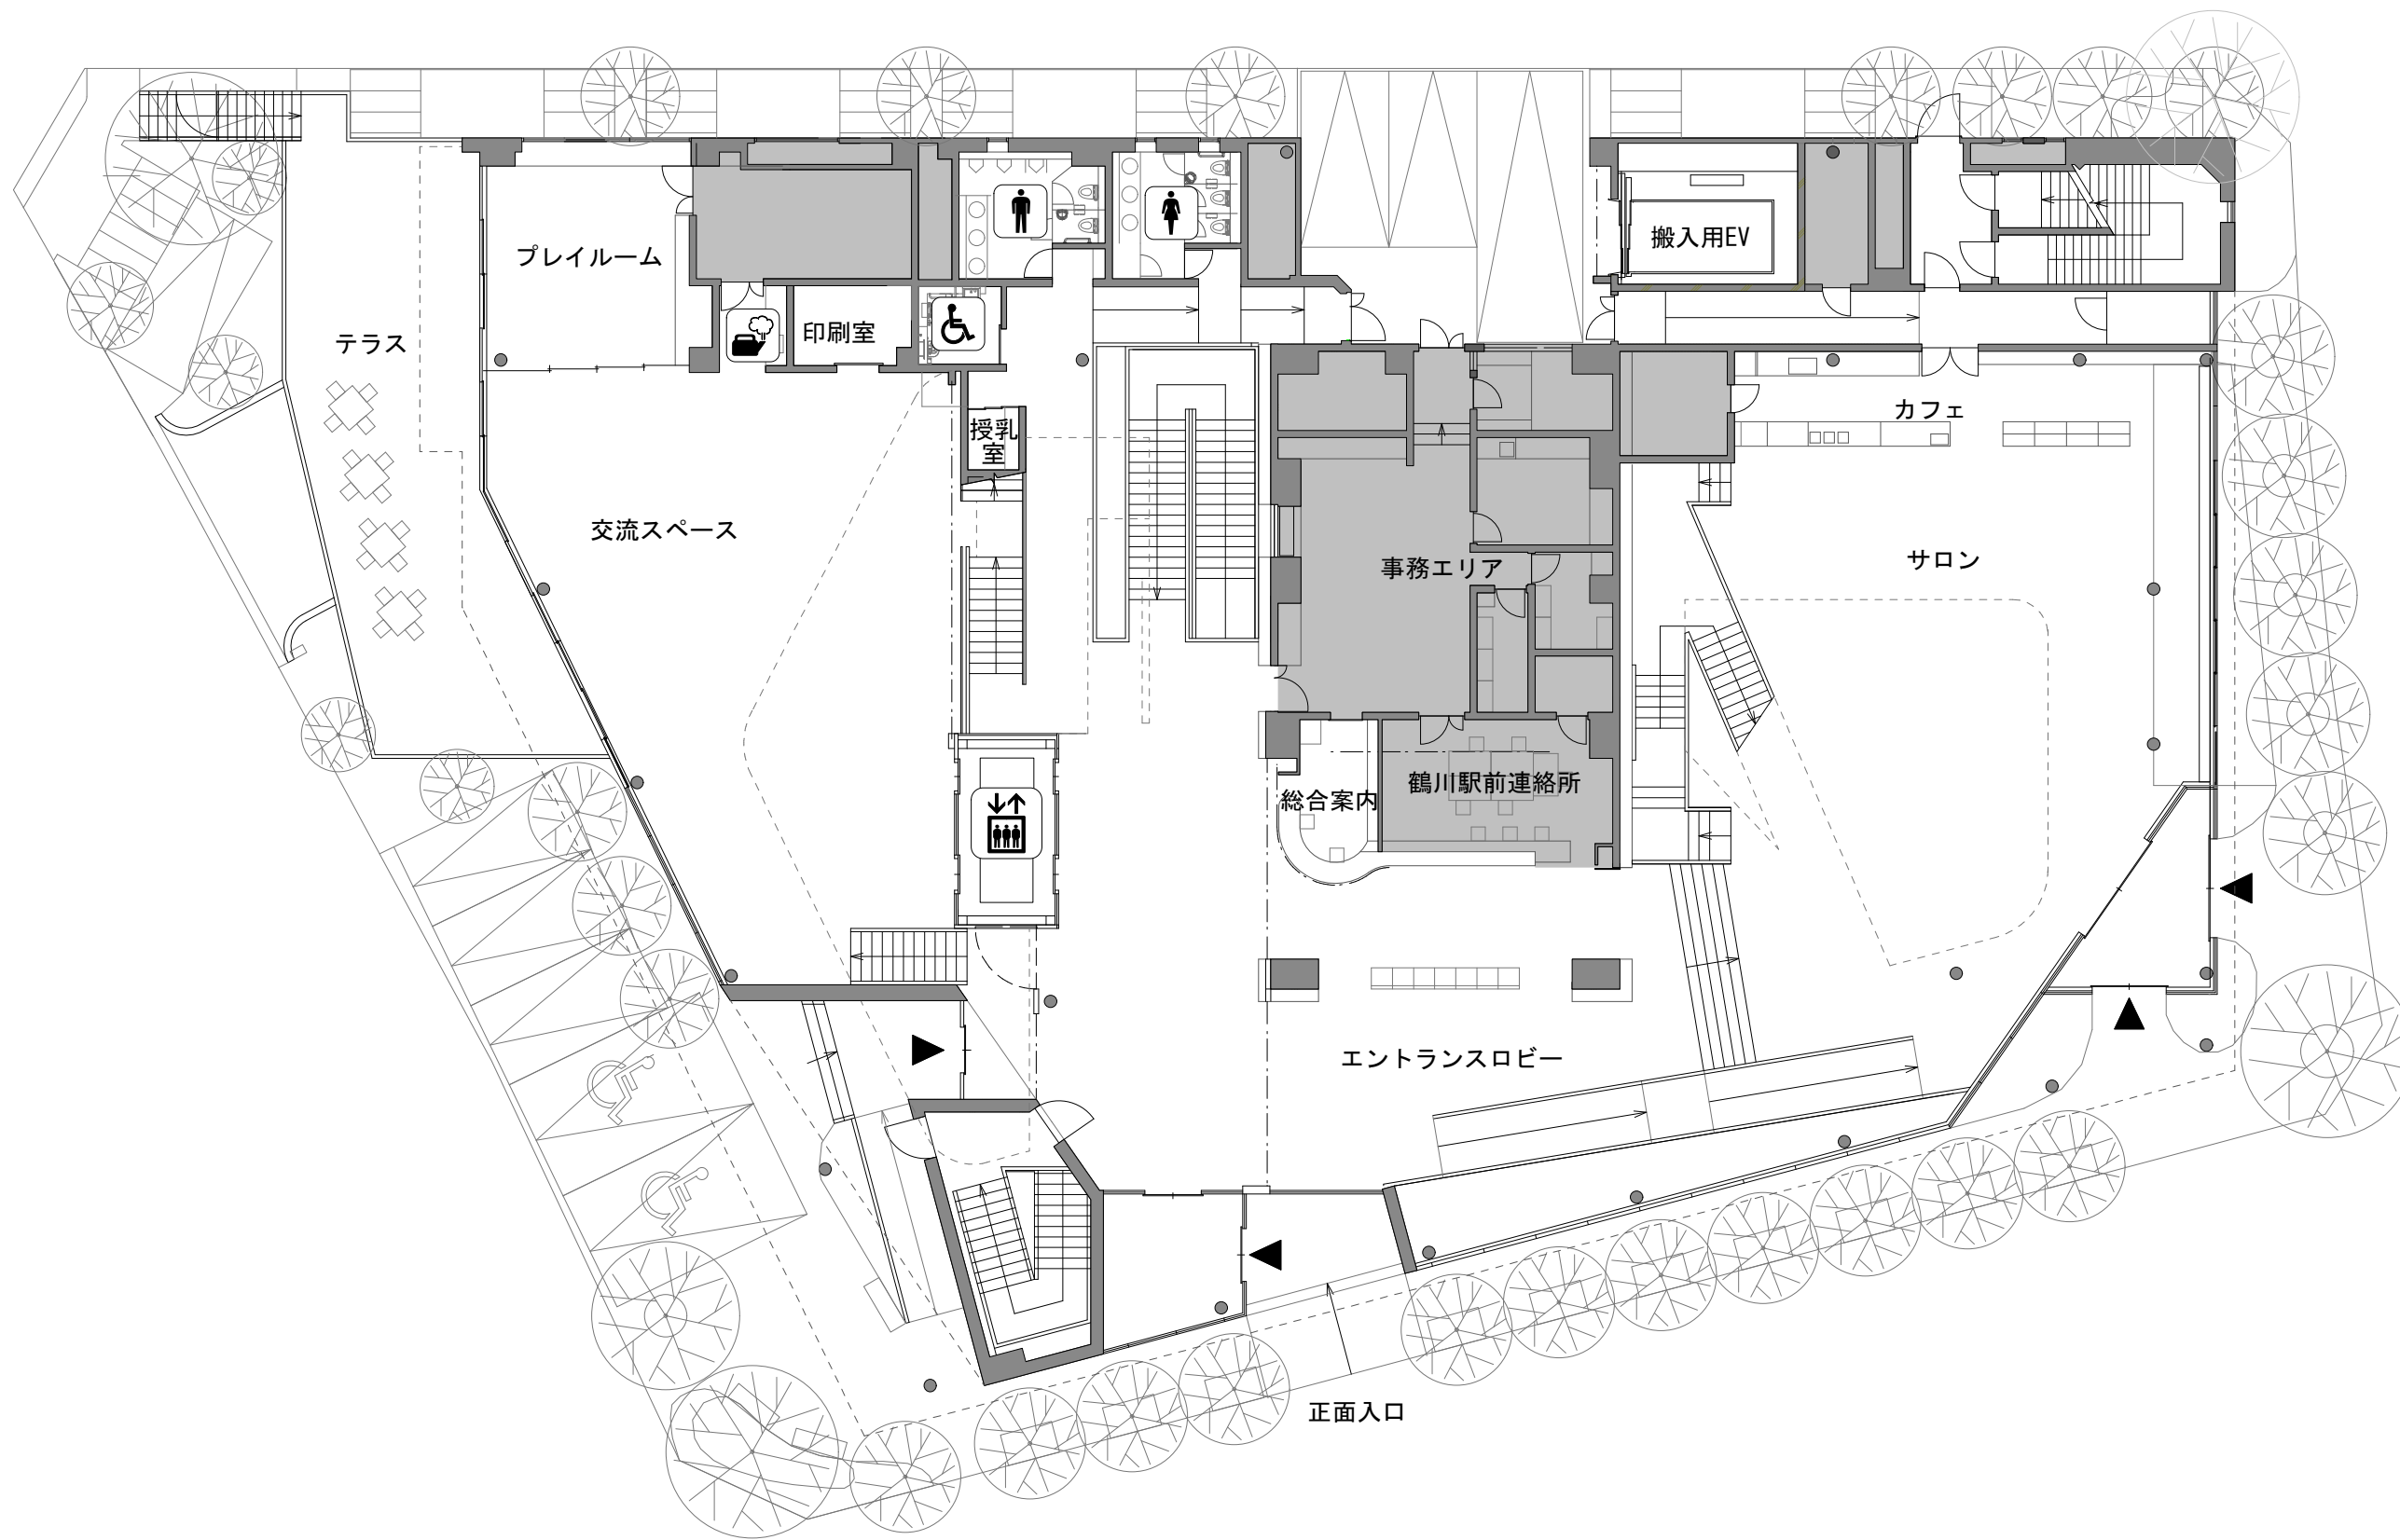 搬入用EV
プレイルーム
印刷室
テラス
カフェ
授乳
室
交流スペース
サロン
事務エリア
鶴川駅前連絡所
総合案内
エントランスロビー
正面入口